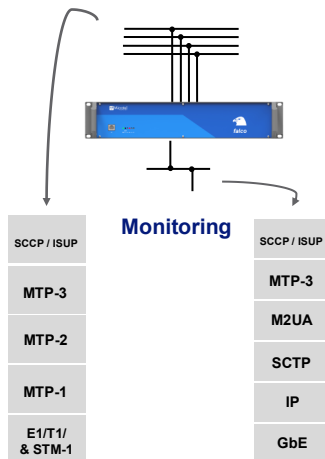 falco
Monitoring
SCCP / ISUP
MTP-3
MTP-2
MTP-1
E1/T1/
& STM-1
SCCP / ISUP
MTP-3
M2UA
SCTP
IP
GbE